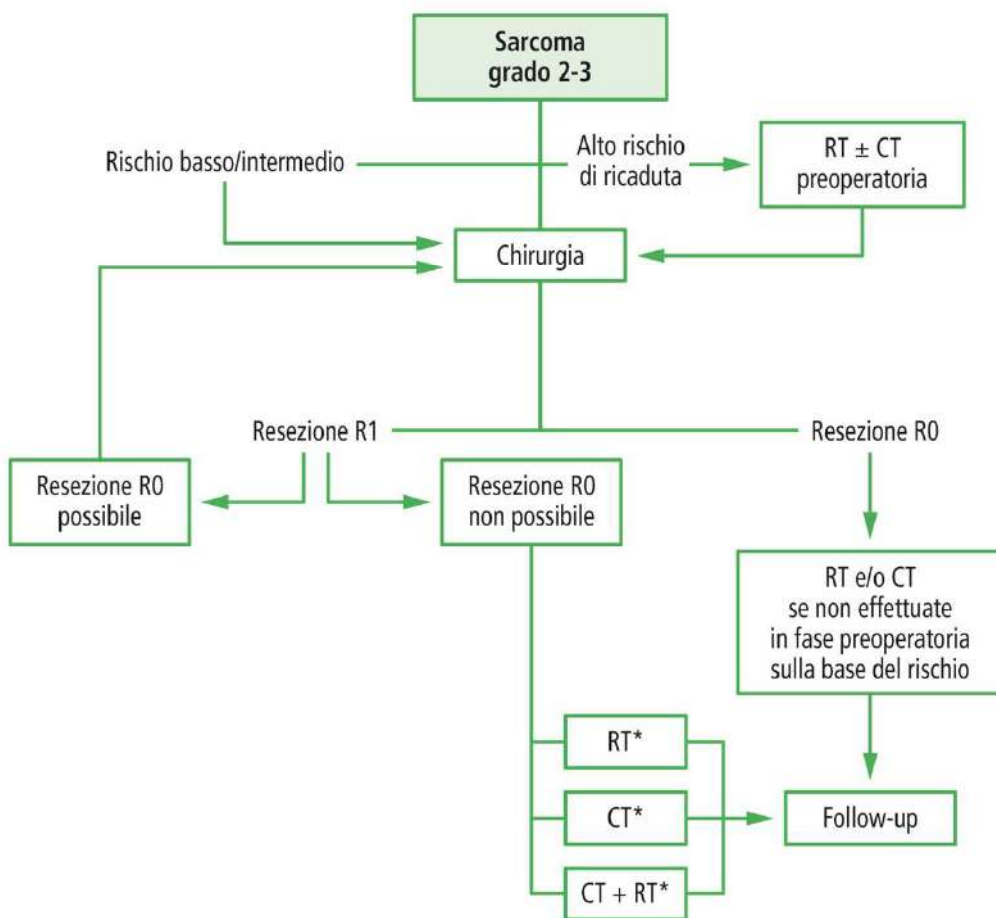 Sarcoma
grado 2-3
Rischio basso/intermedio
Alto rischio
di ricaduta
RT ± CT
preoperatoria
Chirurgia
Resezione R1
Resezione R0
Resezione R0
possibile
Resezione R0
non possibile
RT e/o CT
se non effettuate
in fase preoperatoria
sulla base del rischio
RT*
CT*
CT + RT*
Follow-up